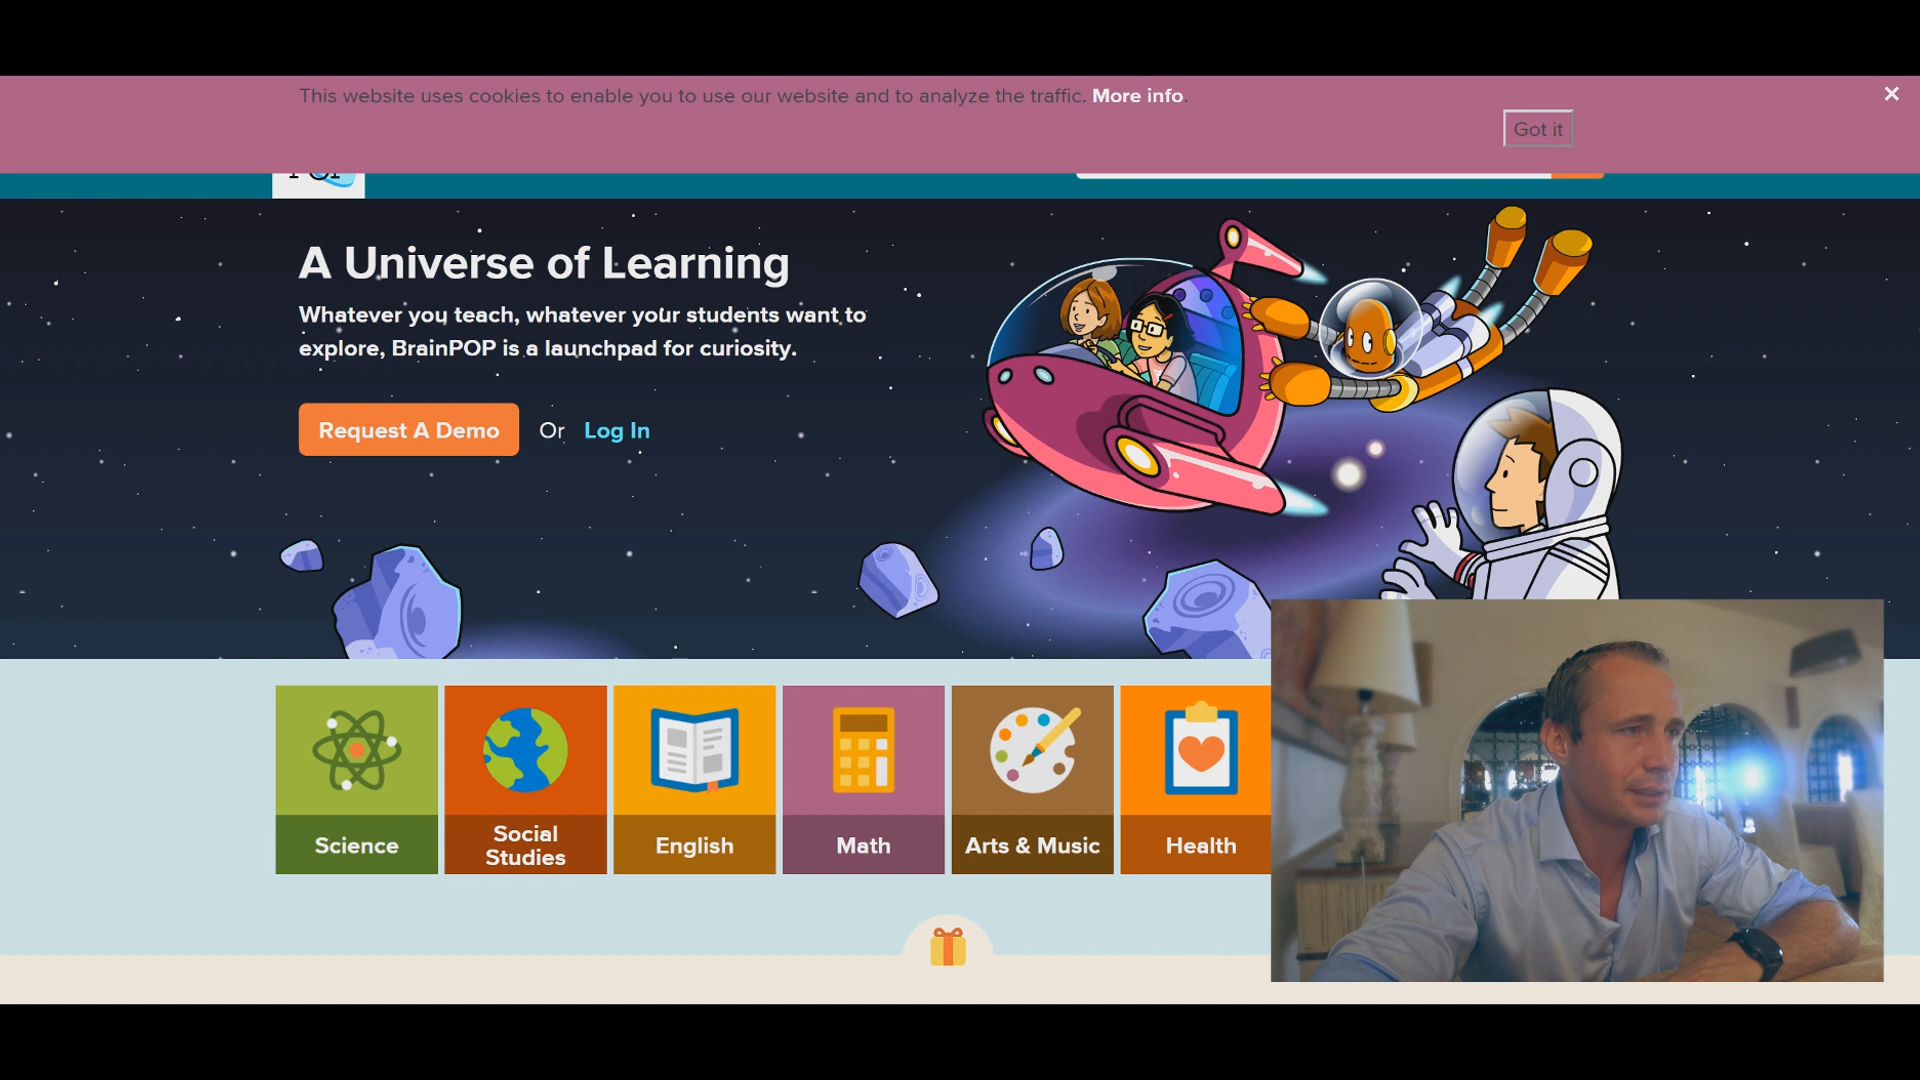 This website uses cookies to enable you to use our website and to analyze the traffic. More info.
Got it
A Universe of Learning
Whatever you teach, whatever your students want to
explore, BrainPOP is a launchpad for curiosity.
Request A Demo Or Log In
Science
Social
Studies
English
Math
Arts & Music
Health